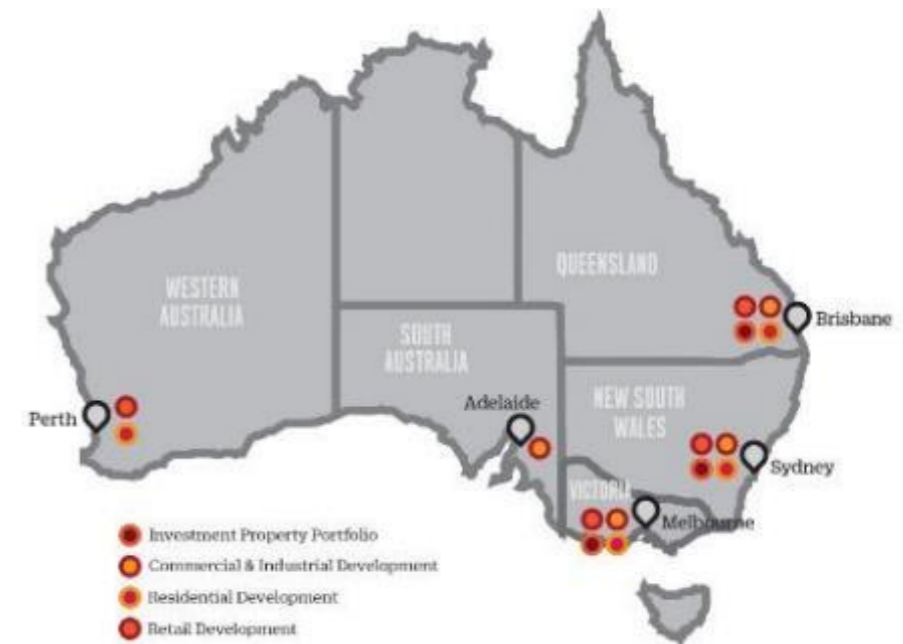 QUEENSLAND
WESTERN
AUSTRALIA
Brisbane
SOUTH
AUSTRALIA
NEW SOUTH
WALES
Adelaide
Perth
Sydney
VICTORIA
Melbourne
Investment Property Portfolio
Commercial & Industrial Development
Residential Development
Retail Development